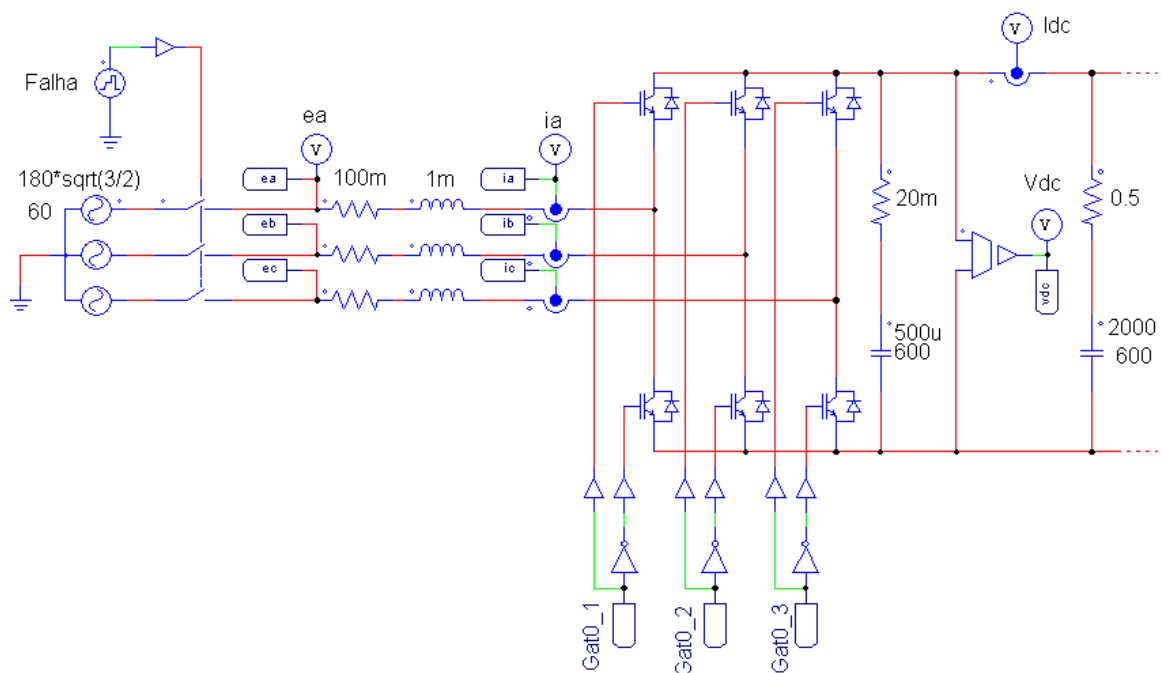 Idc
V
Falha
ea
V
ia
V
180*sqrt(3/2)
60
ea
100m
1m
ia
eb
ib
ec
ic
20m
Vdc
V
0.5
vdc
500u
600
2000
600
Gat0_1
Gat0_2
Gat0_3